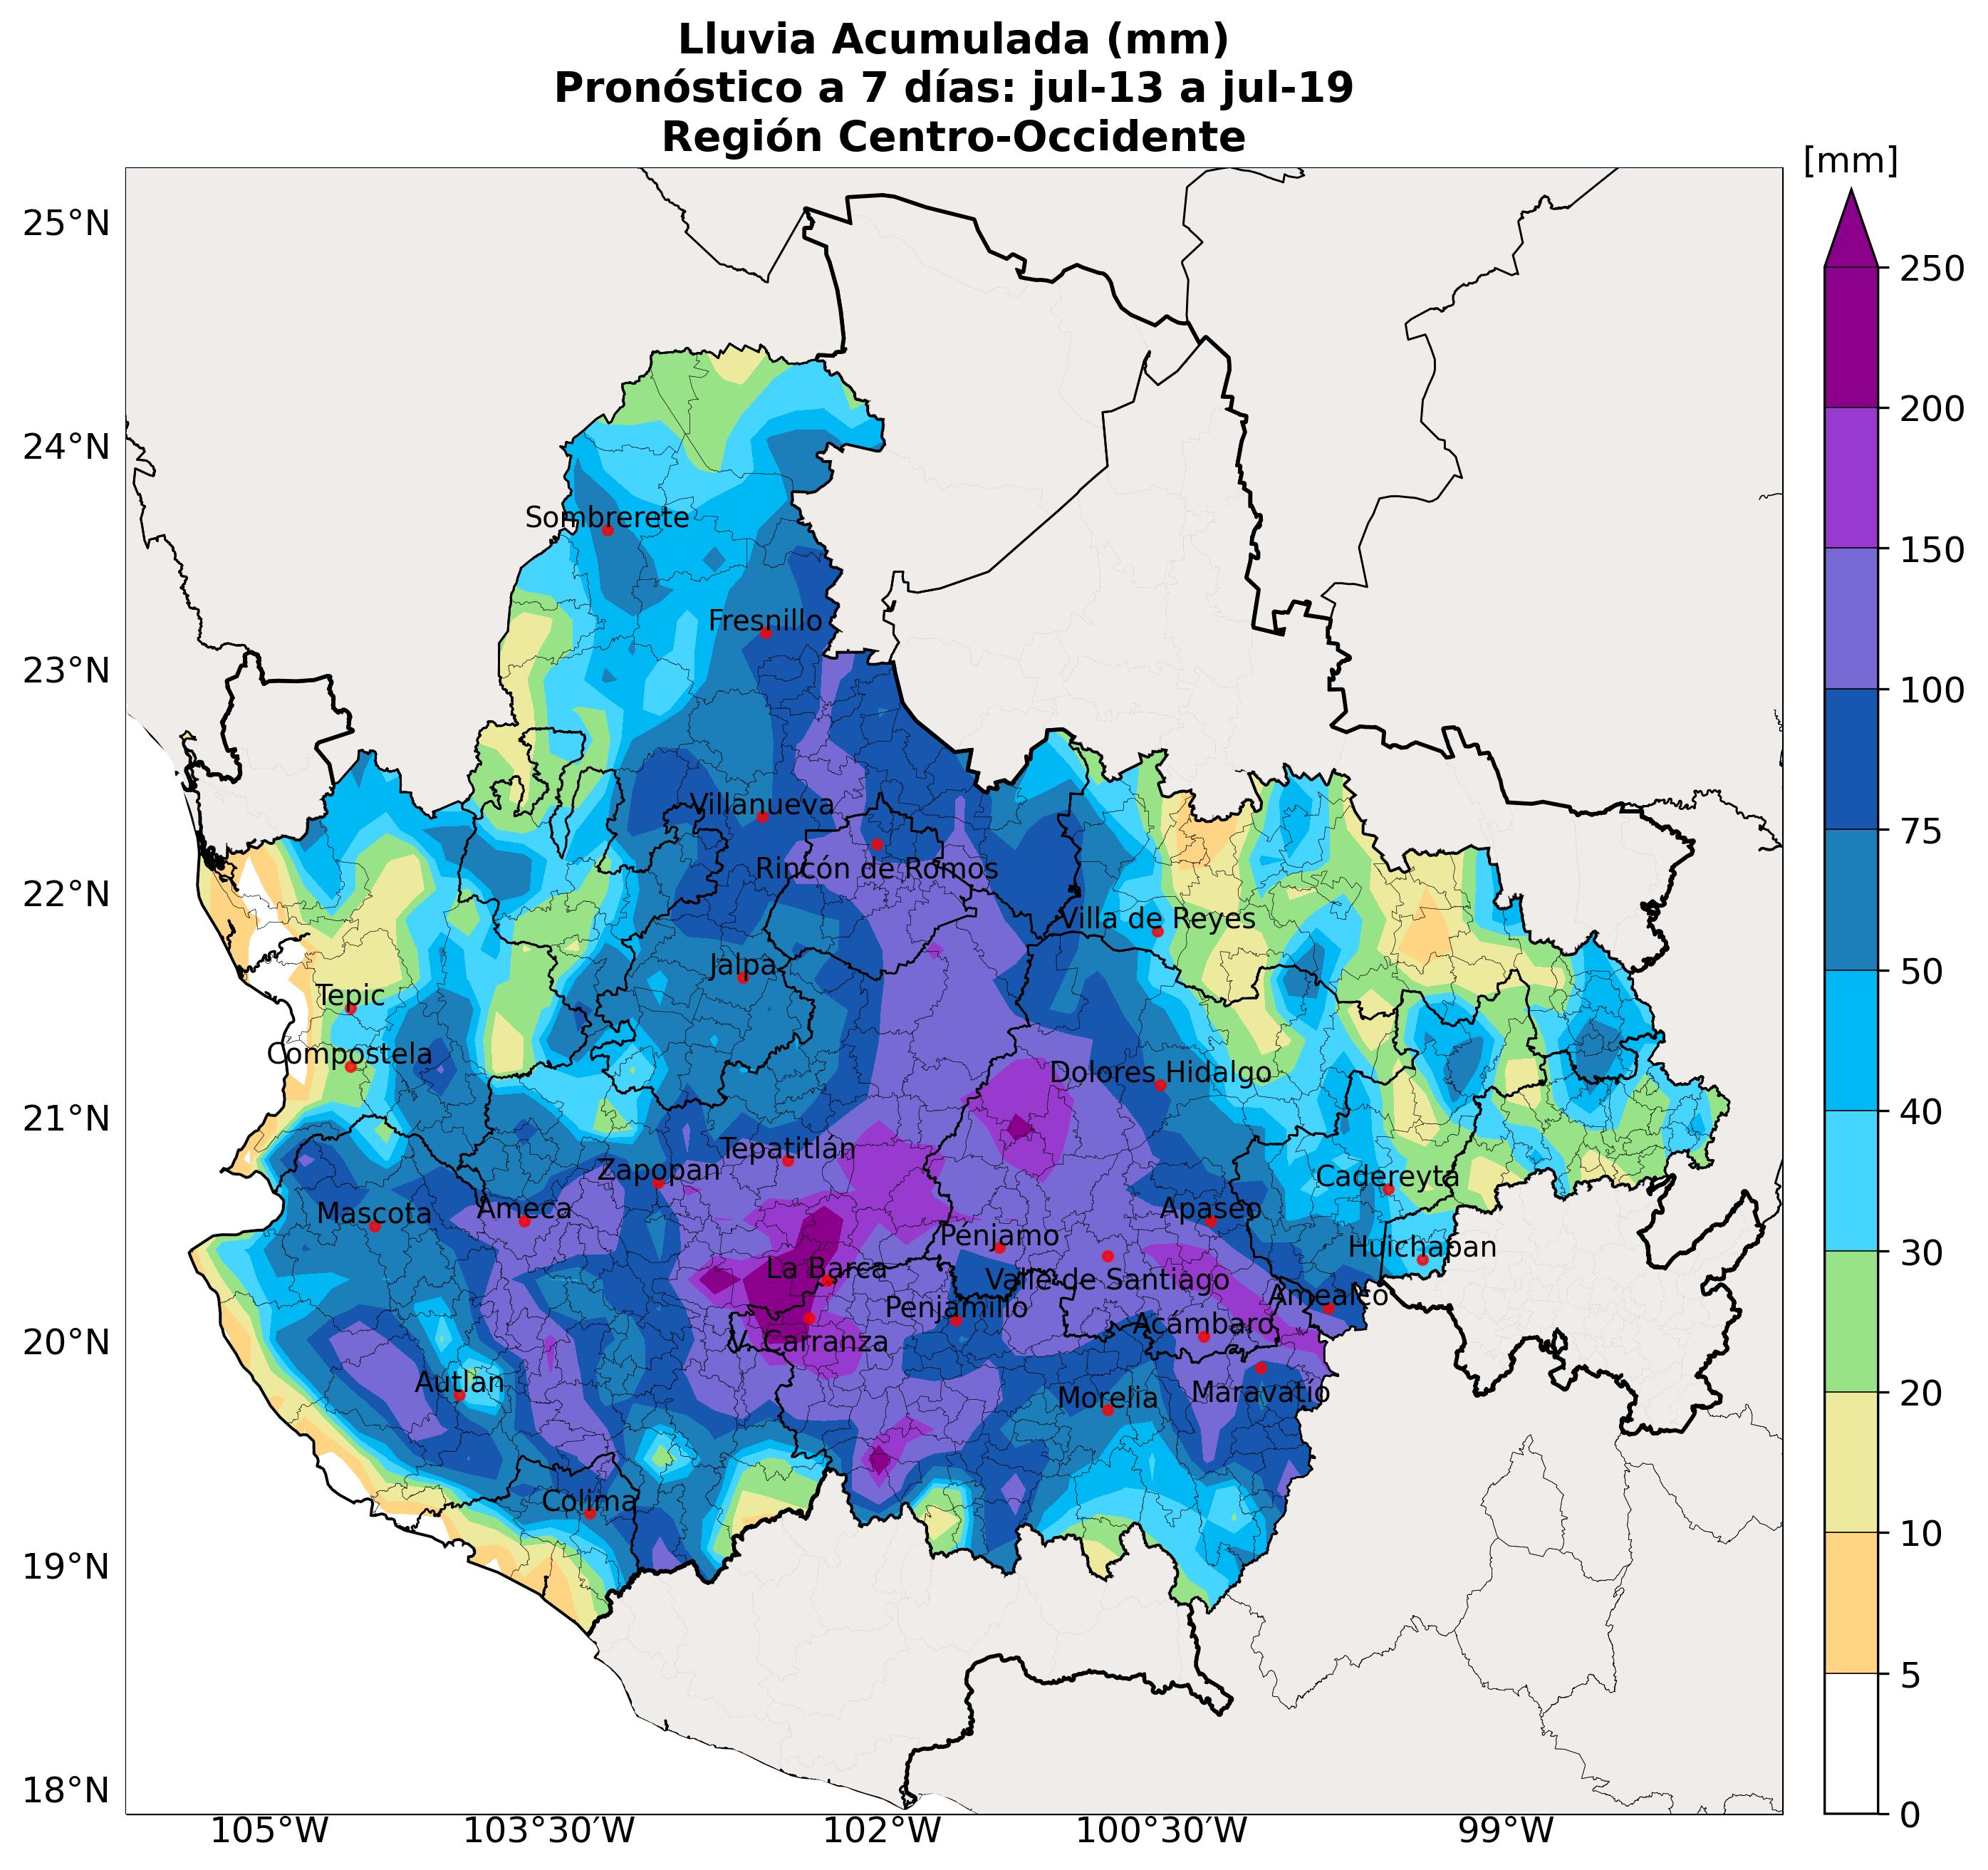 Lluvia Acumulada (mm)
Pronóstico a 7 días: jul-13 a jul-19
Región Centro-Occidente
[mm]
25°N
24°N
23°N
22°N
21°N
20°N
19°N
18°N
105°W
103°30'W
102°W
100°30'W
99°W
250
200
150
100
75
50
40
30
20
10
5
0
Sombrerete
Fresnillo
Villanueva
Rincón de Romos
Villa de Reyes
Jalpa
Tepic
Compostela
Dolores Hidalgo
Tepatitlán
Zapopan
Cadereyta
Mascota
Ameca
Apaseo
Pénjamo
Huichapan
La Barca
Valle de Santiago
Amealco
Penjamillo
Acámbaro
V. Carranza
Autlan
Morelia
Maravatío
Colima